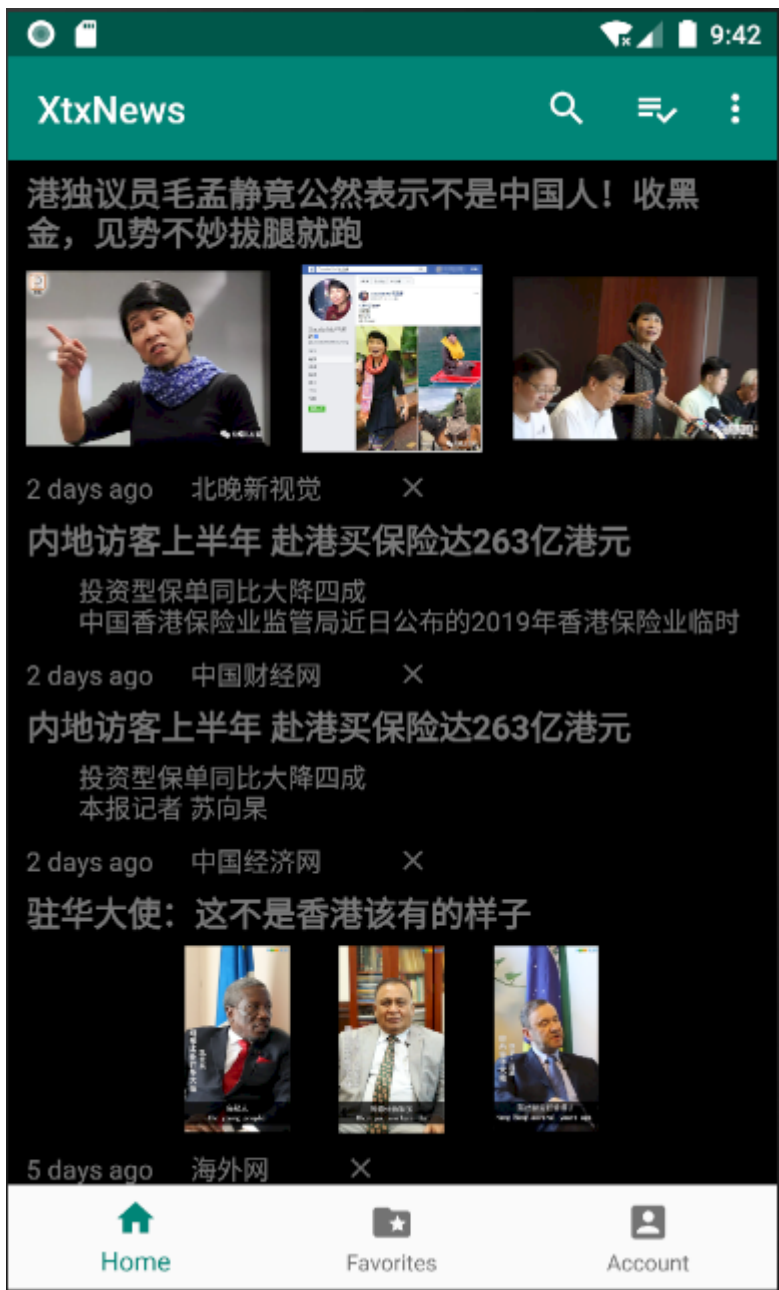 9:42
XtxNews
港独议员毛孟静竟公然表示不是中国人！收黑
金，见势不妙拔腿就跑
2 days ago 北晚新视觉
内地访客上半年 赴港买保险达263亿港元
投资型保单同比大降四成
中国香港保险业监管局近日公布的2019年香港保险业临时
2 days ago 中国财经网
内地访客上半年 赴港买保险达263亿港元
投资型保单同比大降四成
本报记者 苏向杲
2 days ago 中国经济网
驻华大使：这不是香港该有的样子
5 days ago 海外网
Home Favorites Account